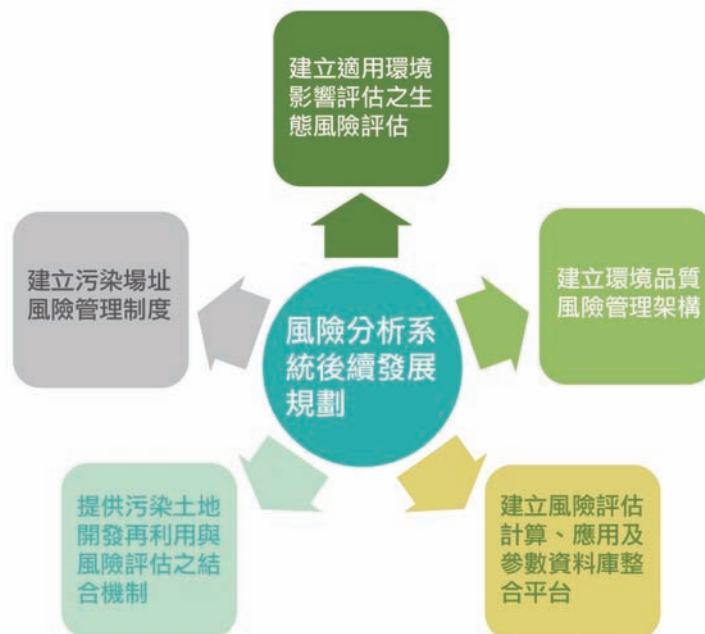 建立適用環境
影響評估之生
態風險評估
建立污染場址
風險管理制度
建立環境品質
風險管理架構
風險分析系
統後續發展
規劃
提供污染土地
開發再利用與
風險評估之結
合機制
建立風險評估
計算、應用及
參數資料庫整
合平台